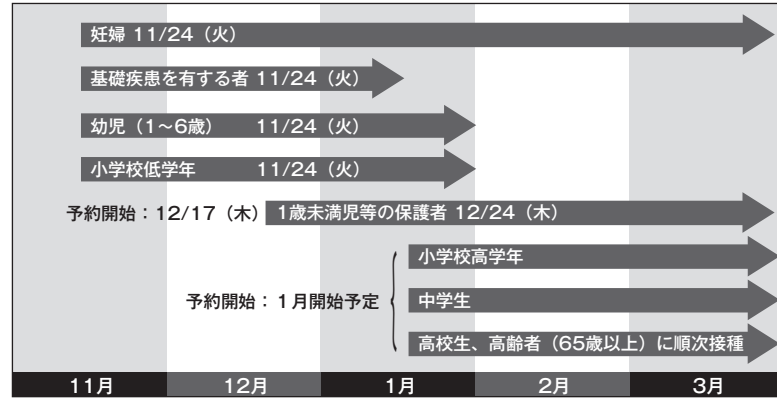 妊婦 11/24（火）
基礎疾患を有する者 11/24（火）
幼児（1～6歳） 11/24（火）
小学校低学年 11/24（火）
予約開始：12/17（木） 1歳未満児等の保護者 12/24（木）
小学校高学年
予約開始：1月開始予定 中学生
高校生、高齢者（65歳以上）に順次接種
11月 12月 1月 2月 3月